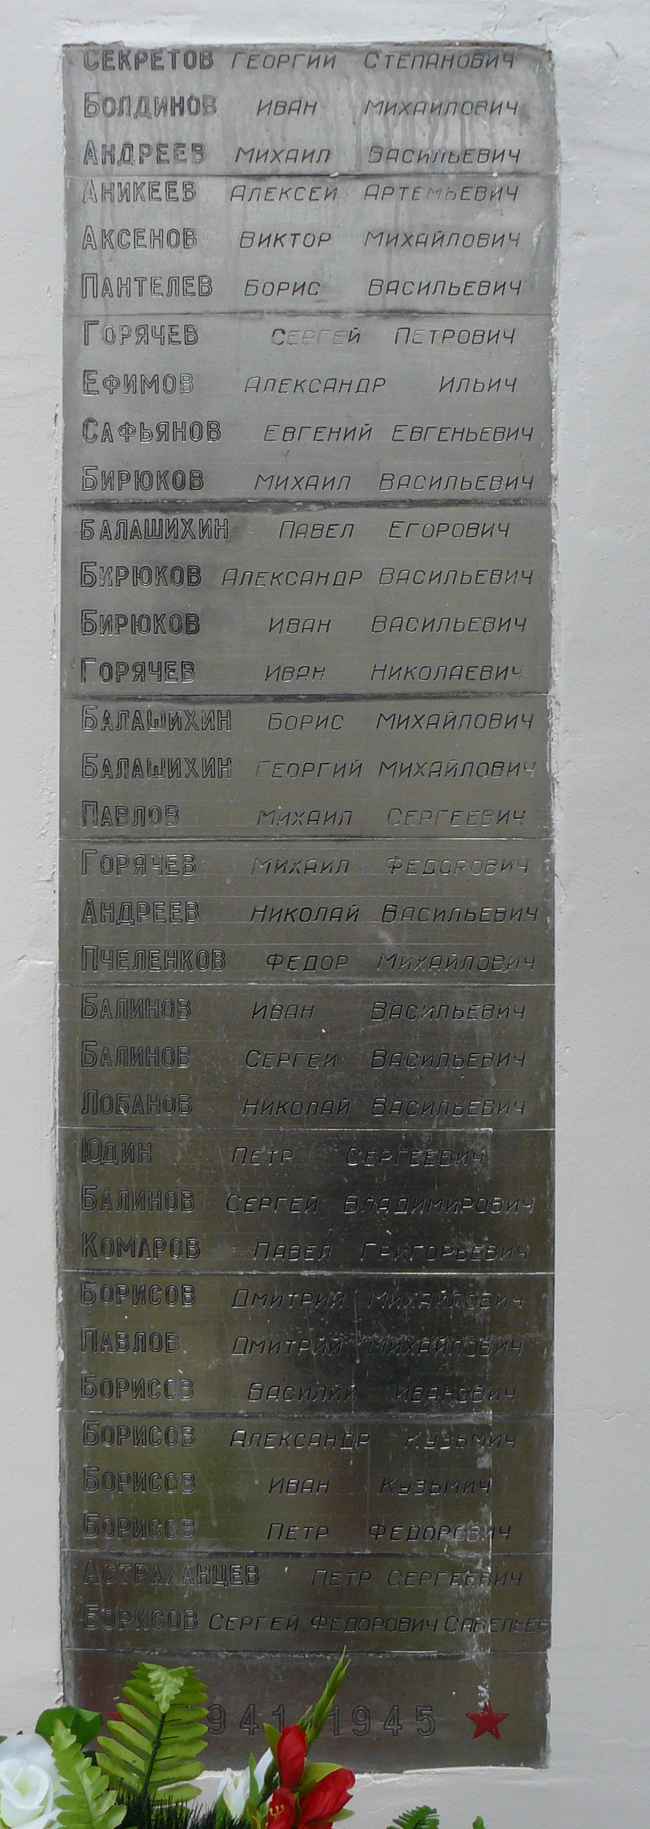 СЕКРЕТОВ ГЕОРГИЙ СТЕПАНОВИЧ
БОЛДИНОВ ИВАН МИХАЙЛОВИЧ
АНДРЕЕВ МИХАИЛ ВАСИЛЬЕВИЧ
АНИКЕЕВ АЛЕКСЕЙ АРТЕМЬЕВИЧ
АКСЕНОВ ВИКТОР МИХАЙЛОВИЧ
ПАНТЕЛЕВ БОРИС ВАСИЛЬЕВИЧ
ГОРЯЧЕВ СЕРГЕЙ ПЕТРОВИЧ
ЕФИМОВ АЛЕКСАНДР ИЛЬИЧ
САФЬЯНОВ ЕВГЕНИЙ ЕВГЕНЬЕВИЧ
БИРЮКОВ МИХАИЛ ВАСИЛЬЕВИЧ
БАЛАШИХИН ПАВЕЛ ЕГОРОВИЧ
БИРЮКОВ АЛЕКСАНДР ВАСИЛЬЕВИЧ
БИРЮКОВ ИВАН ВАСИЛЬЕВИЧ
ГОРЯЧЕВ ИВАН НИКОЛАЕВИЧ
БАЛАШИХИН БОРИС МИХАЙЛОВИЧ
БАЛАШИХИН ГЕОРГИЙ МИХАЙЛОВИЧ
ПАВЛОВ МИХАИЛ СЕРГЕЕВИЧ
ГОРЯЧЕВ МИХАИЛ ФЕДОРОВИЧ
АНДРЕЕВ НИКОЛАЙ ВАСИЛЬЕВИЧ
ПЧЕЛЕНКОВ ФЕДОР МИХАЙЛОВИЧ
БАЛИНОВ ИВАН ВАСИЛЬЕВИЧ
БАЛИНОВ СЕРГЕЙ ВАСИЛЬЕВИЧ
ЛОБАНОВ НИКОЛАЙ ВАСИЛЬЕВИЧ
ЮДИН ПЕТР СЕРГЕЕВИЧ
БАЛИНОВ СЕРГЕЙ ВЛАДИМИРОВИЧ
КОМАРОВ ПАВЕЛ ГРИГОРЬЕВИЧ
БОРИСОВ ДМИТРИЙ МИХАЙЛОВИЧ
ПАВЛОВ ДМИТРИЙ МИХАЙЛОВИЧ
БОРИСОВ ВАСИЛИЙ ИВАНОВИЧ
БОРИСОВ АЛЕКСАНДР КУЗЬМИЧ
БОРИСОВ ИВАН КУЗЬМИЧ
БОРИСОВ ПЕТР ФЕДОРОВИЧ
АСТРАХАНЦЕВ ПЕТР СЕРГЕЕВИЧ
БОРИСОВ СЕРГЕЙ ФЕДОРОВИЧ САВЕЛЬЕВ
941 1945